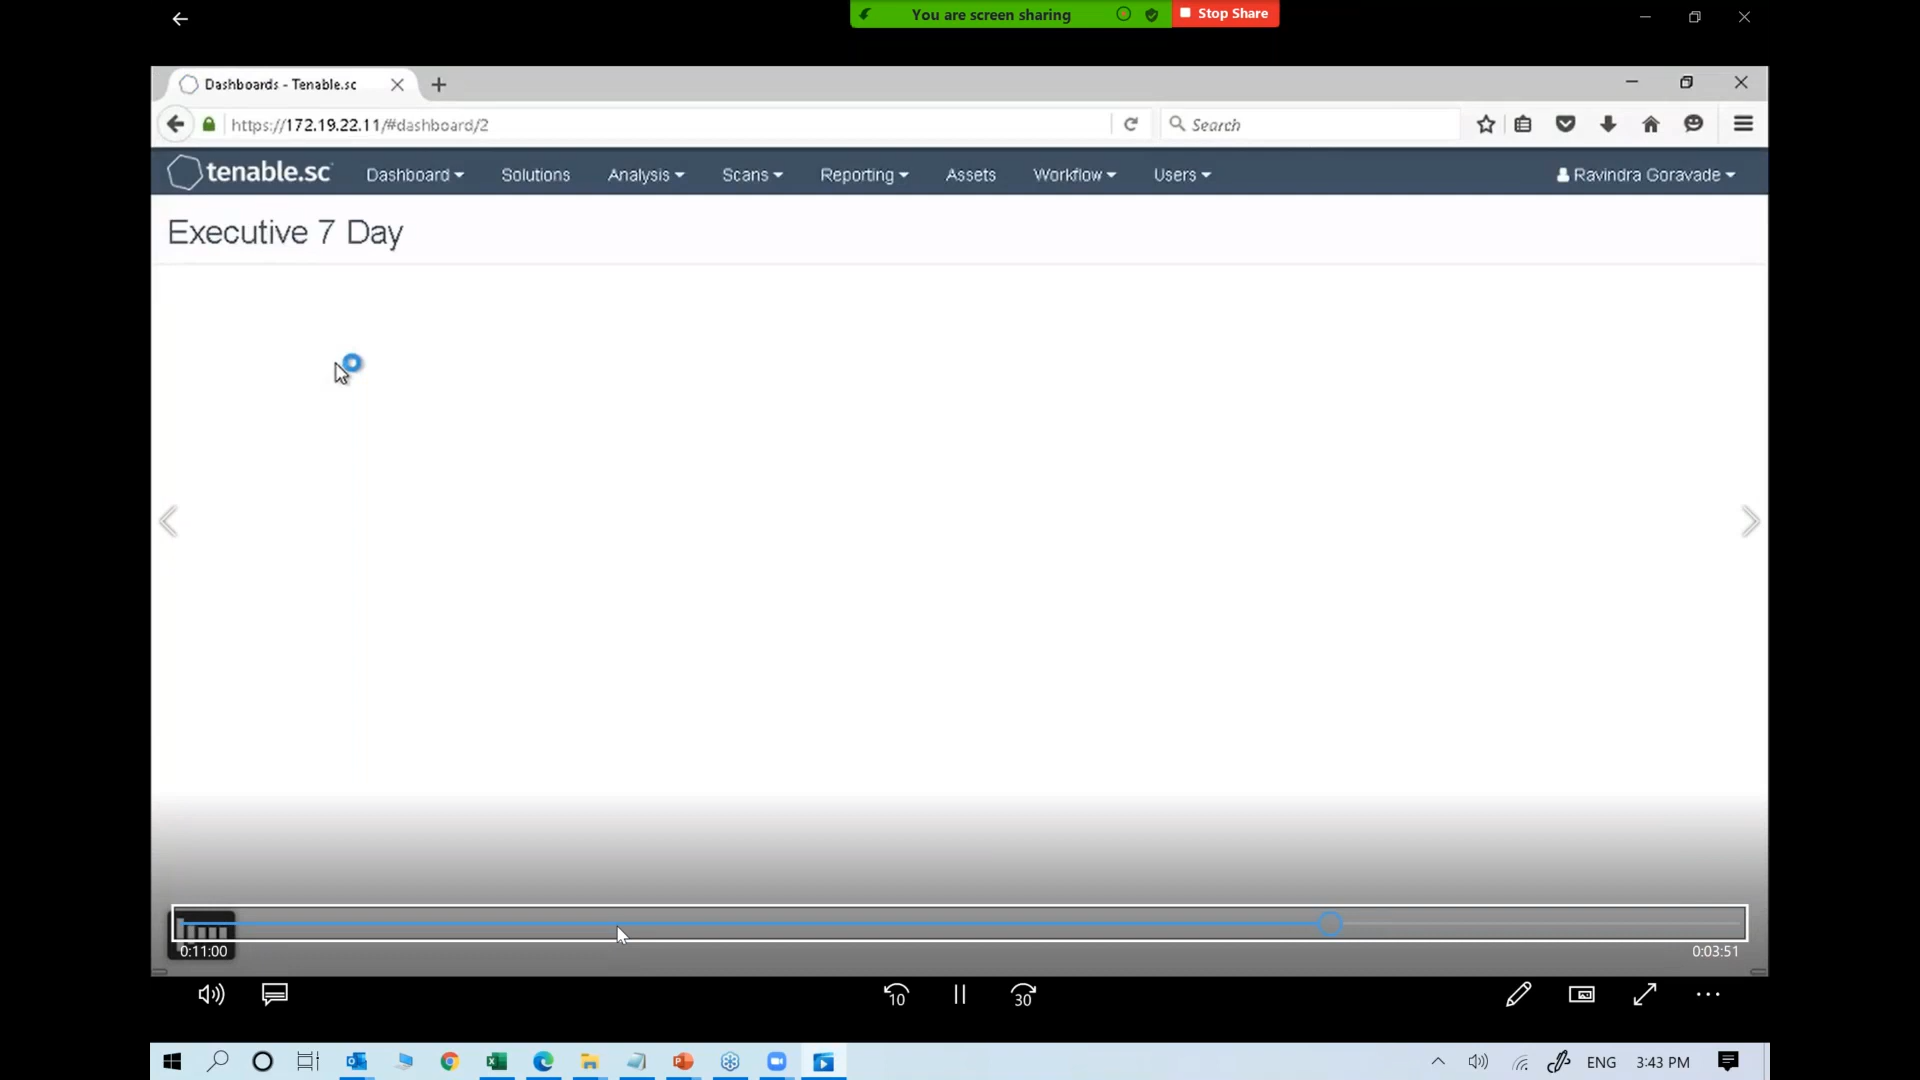 You are screen sharing
Stop Share
Dashboards - Tenable.sc
https://172.19.22.11/#dashboard/2
Search
tenable.sc
Dashboard
Solutions
Analysis
Scans
Reporting
Assets
Workflow
Users
Ravindra Goravade
Executive 7 Day
0:11:00
0:03:51
10
30
ENG
3:43 PM